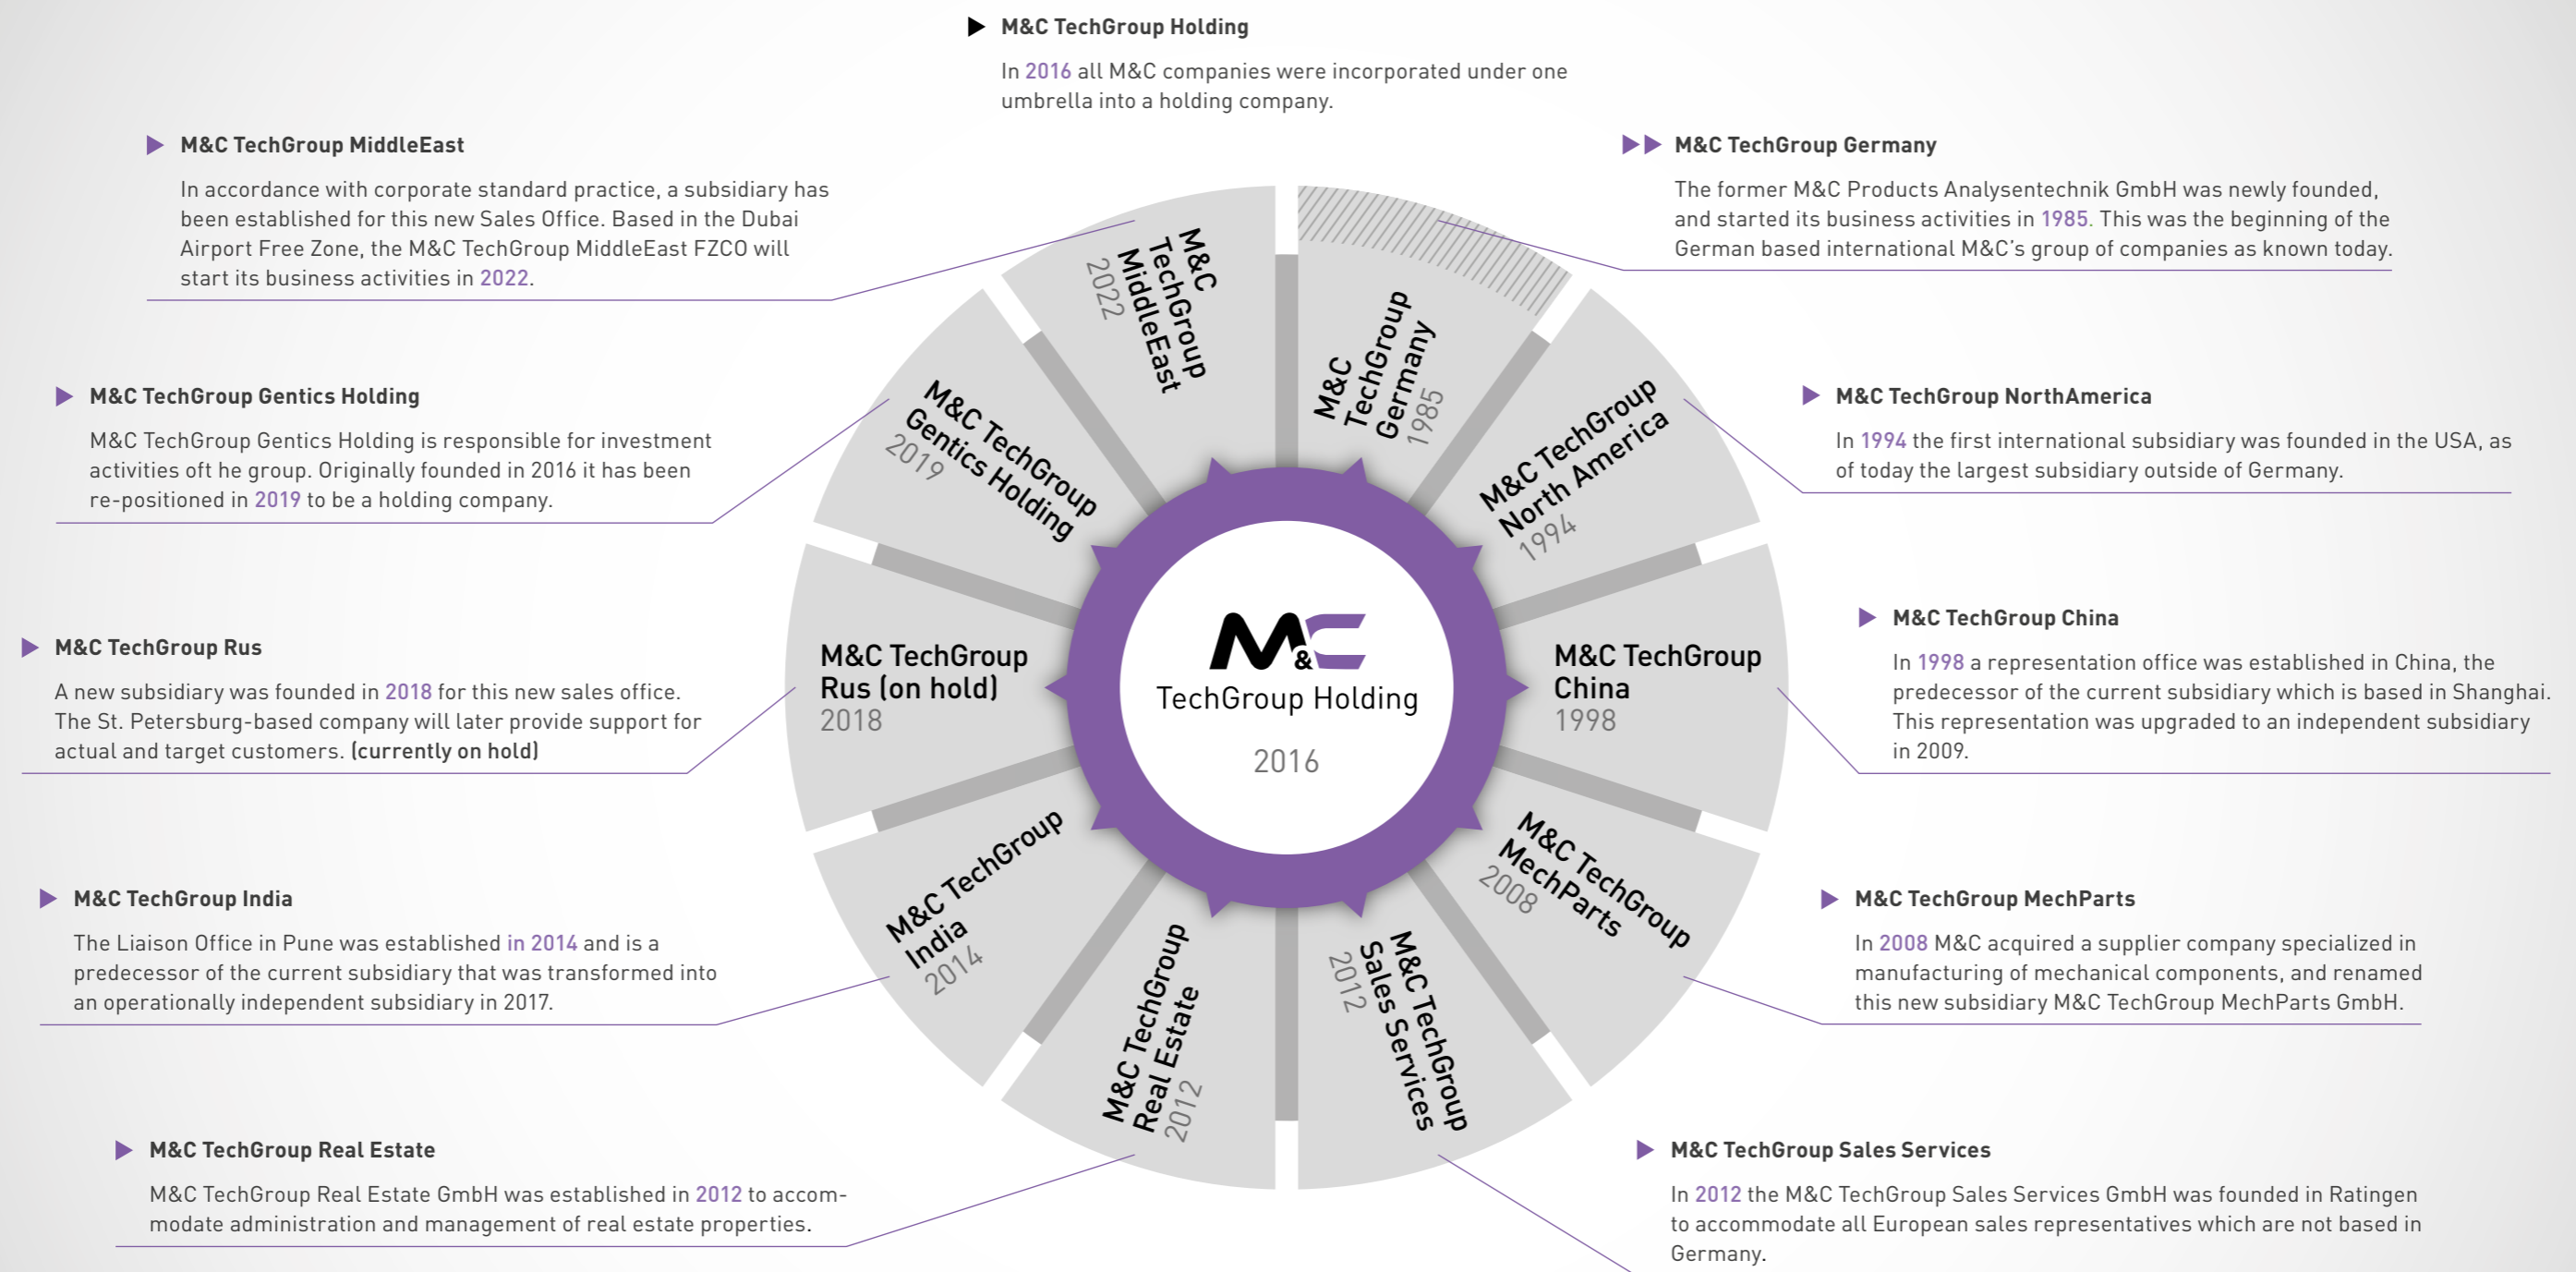 M&C TechGroup Holding
In 2016 all M&C companies were incorporated under one
umbrella into a holding company.
M&C TechGroup MiddleEast
In accordance with corporate standard practice, a subsidiary has
been established for this new Sales Office. Based in the Dubai
Airport Free Zone, the M&C TechGroup MiddleEast FZCO will
start its business activities in 2022.
M&C TechGroup Germany
The former M&C Products Analysentechnik GmbH was newly founded,
and started its business activities in 1985. This was the beginning of the
German based international M&C's group of companies as known today.
M&C TechGroup Gentics Holding
M&C TechGroup Gentics Holding is responsible for investment
activities oft he group. Originally founded in 2016 it has been
re-positioned in 2019 to be a holding company.
M&C TechGroup NorthAmerica
In 1994 the first international subsidiary was founded in the USA, as
of today the largest subsidiary outside of Germany.
M&C TechGroup Rus
A new subsidiary was founded in 2018 for this new sales office.
The St. Petersburg-based company will later provide support for
actual and target customers. (currently on hold)
M&C TechGroup China
In 1998 a representation office was established in China, the
predecessor of the current subsidiary which is based in Shanghai.
This representation was upgraded to an independent subsidiary
in 2009.
M&C TechGroup India
The Liaison Office in Pune was established in 2014 and is a
predecessor of the current subsidiary that was transformed into
an operationally independent subsidiary in 2017.
M&C TechGroup MechParts
In 2008 M&C acquired a supplier company specialized in
manufacturing of mechanical components, and renamed
this new subsidiary M&C TechGroup MechParts GmbH.
M&C TechGroup Real Estate
M&C TechGroup Real Estate GmbH was established in 2012 to accom-
modate administration and management of real estate properties.
M&C TechGroup Sales Services
In 2012 the M&C TechGroup Sales Services GmbH was founded in Ratingen
to accommodate all European sales representatives which are not based in
Germany.
M&C
TechGroup
MiddleEast
2022
M&C
TechGroup
Germany
1985
M&C TechGroup
North America
1994
M&C TechGroup
China
1998
M&C TechGroup
MechParts
2008
M&C TechGroup
Sales Services
2012
M&C TechGroup
Real Estate
2012
M&C TechGroup
India
2014
M&C TechGroup
Rus (on hold)
2018
M&C TechGroup
Gentics Holding
2019
M&C
TechGroup Holding
2016